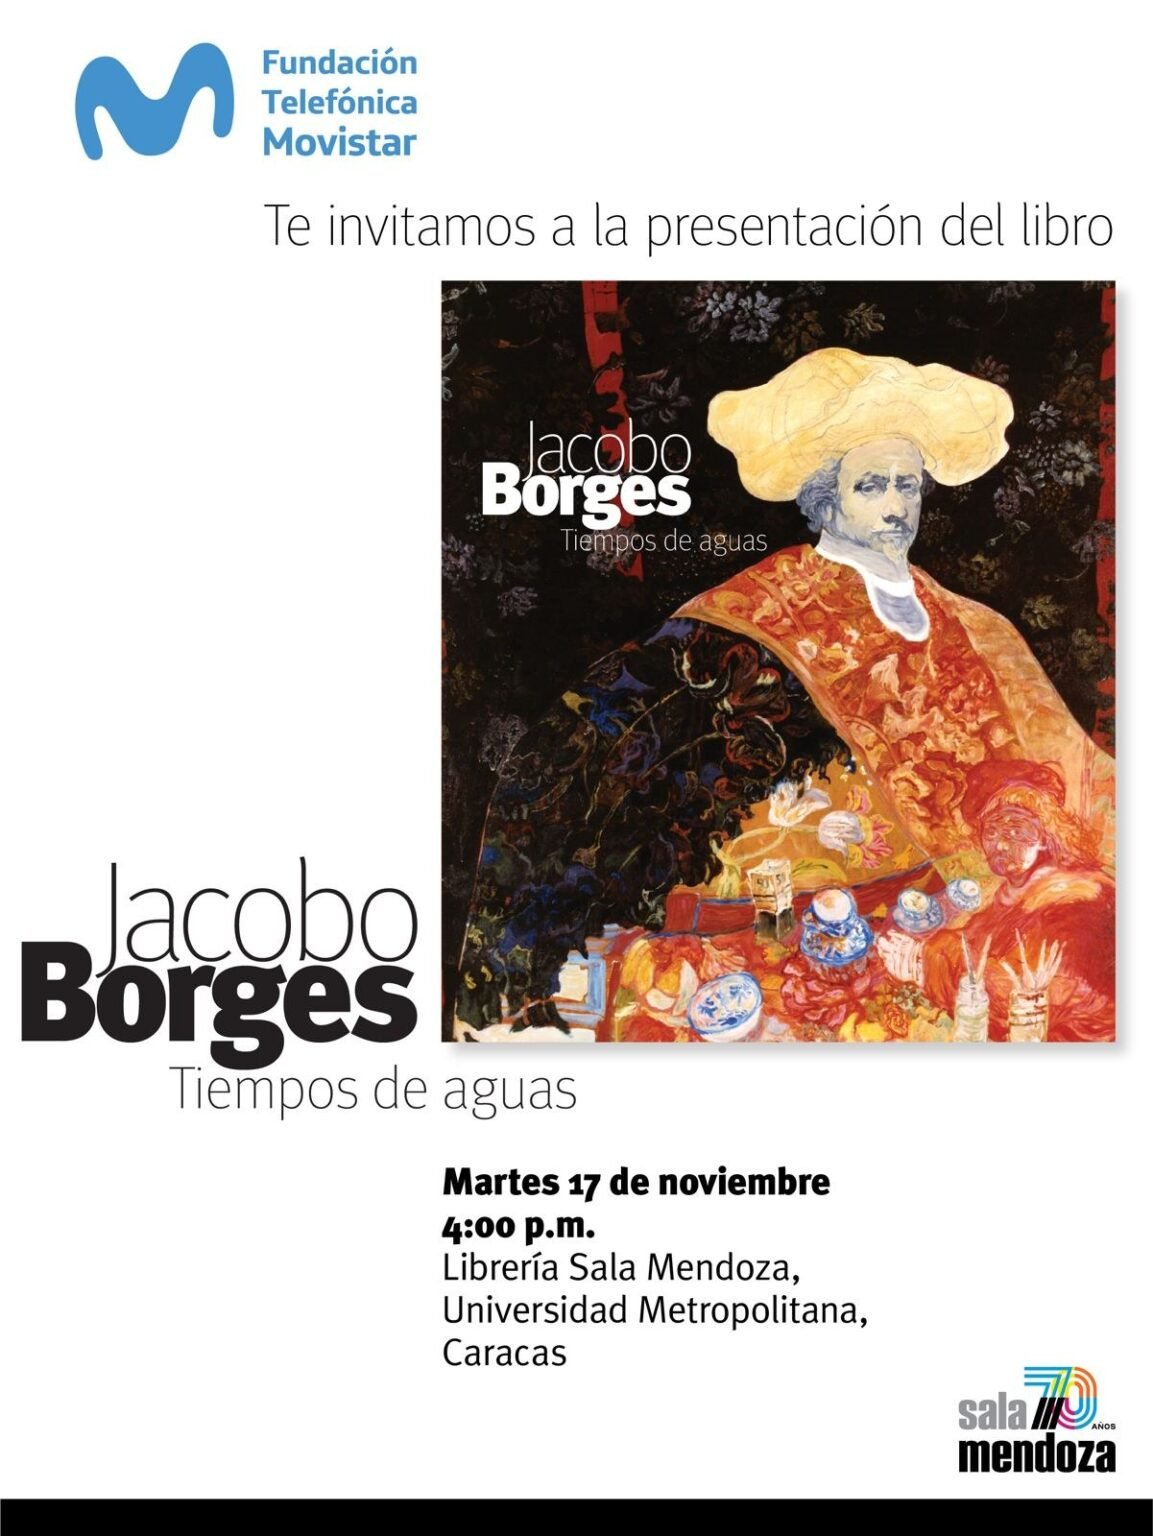 Fundación
Telefónica
Movistar
Te invitamos a la presentación del libro
Jacobo
Borges
Tiempos de aguas
Jacobo
Borges
Tiempos de aguas
Martes 17 de noviembre
4:00 p.m.
Librería Sala Mendoza,
Universidad Metropolitana,
Caracas
sala 70 AÑOS
mendoza